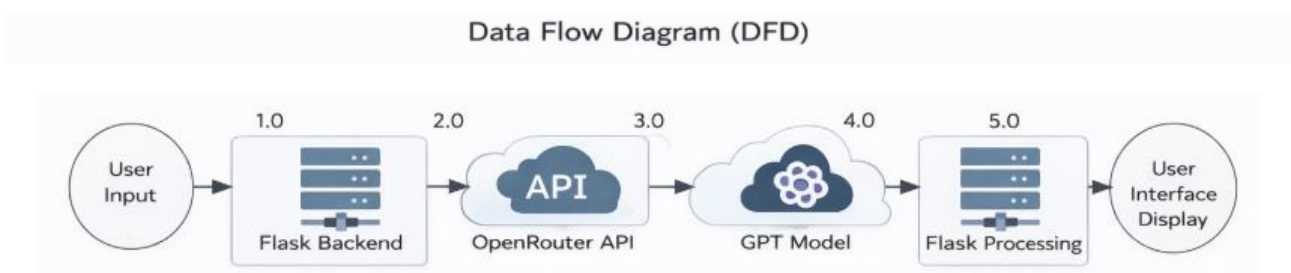 Data Flow Diagram (DFD)
1.0 2.0 3.0 4.0 5.0
User
Input
API
User
Interface
Display
Flask Backend
OpenRouter API
GPT Model
Flask Processing